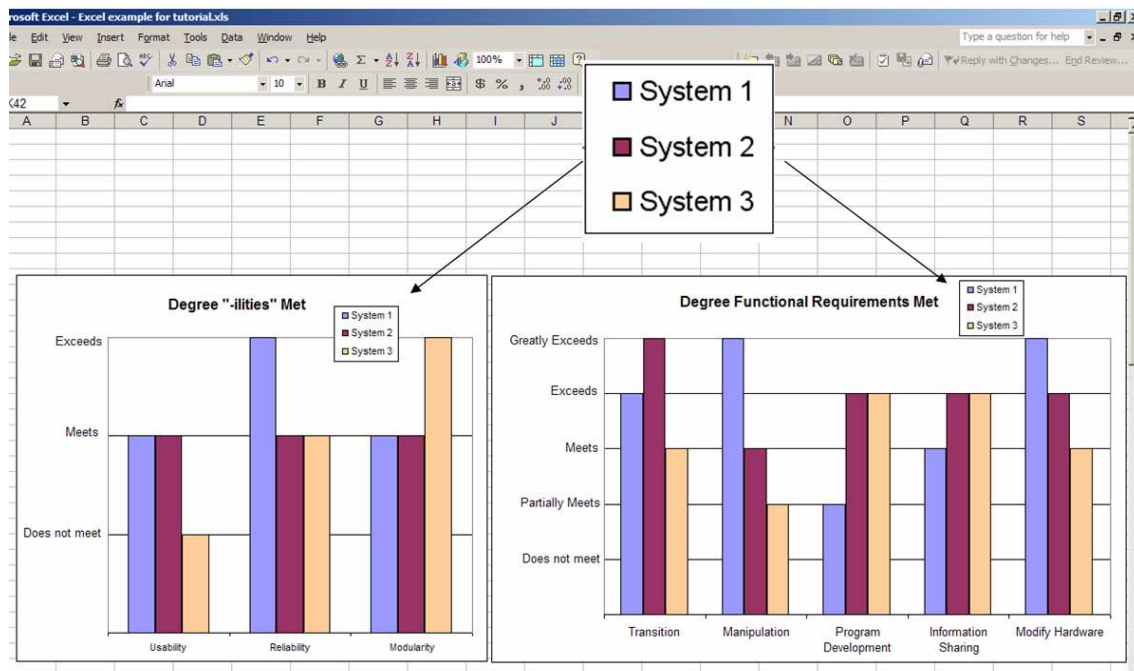 rosoft Excel - Excel example for tutorial.xls
le Edit View Insert Format Tools Data Window Help
Type a question for help
100%
Reply with Changes... End Review...
Arial 10 B I U $ % ,
K42 fx
A B C D E F G H I J N O P Q R S
System 1
System 2
System 3
Degree "-ilities" Met
System 1
System 2
System 3
Exceeds
Meets
Does not meet
Usability Reliability Modularity
Degree Functional Requirements Met
System 1
System 2
System 3
Greatly Exceeds
Exceeds
Meets
Partially Meets
Does not meet
Transition Manipulation Program Information Modify Hardware
Development Sharing